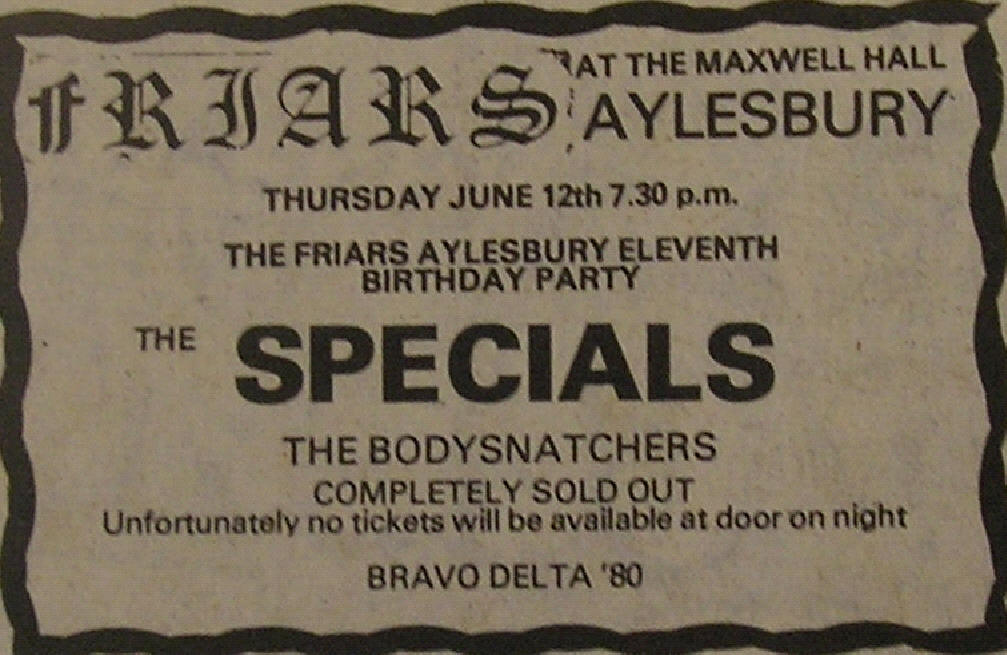 FRIARS AT THE MAXWELL HALL
AYLESBURY
THURSDAY JUNE 12th 7.30 p.m.
THE FRIARS AYLESBURY ELEVENTH
BIRTHDAY PARTY
THE SPECIALS
THE BODYSNATCHERS
COMPLETELY SOLD OUT
Unfortunately no tickets will be available at door on night
BRAVO DELTA '80